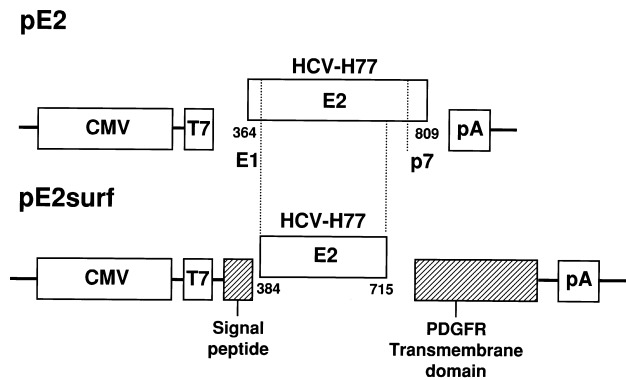 pE2
HCV-H77
CMV T7 E2 pA
364 809
E1 p7
pE2surf
HCV-H77
CMV T7 E2 pA
384 715
Signal
peptide
PDGFR
Transmembrane
domain